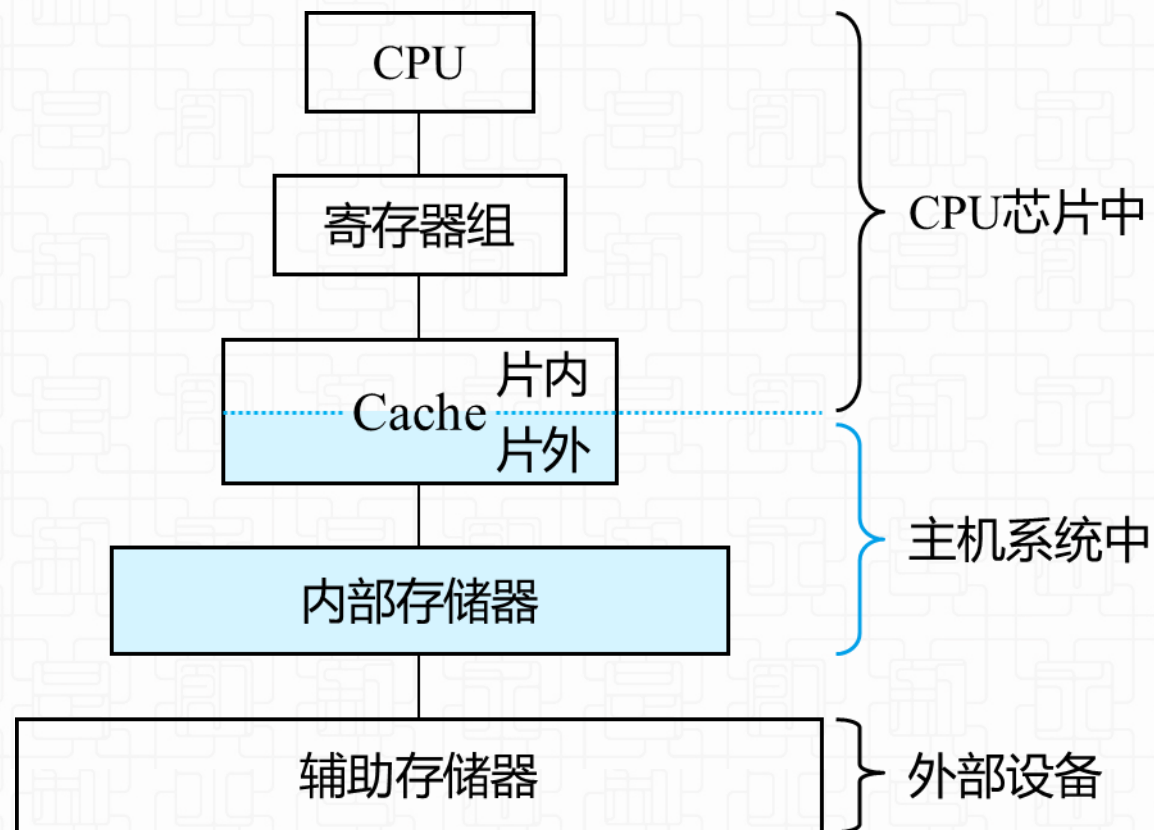 CPU
寄存器组
CPU芯片中
片内
Cache
片外
主机系统中
内部存储器
辅助存储器
外部设备